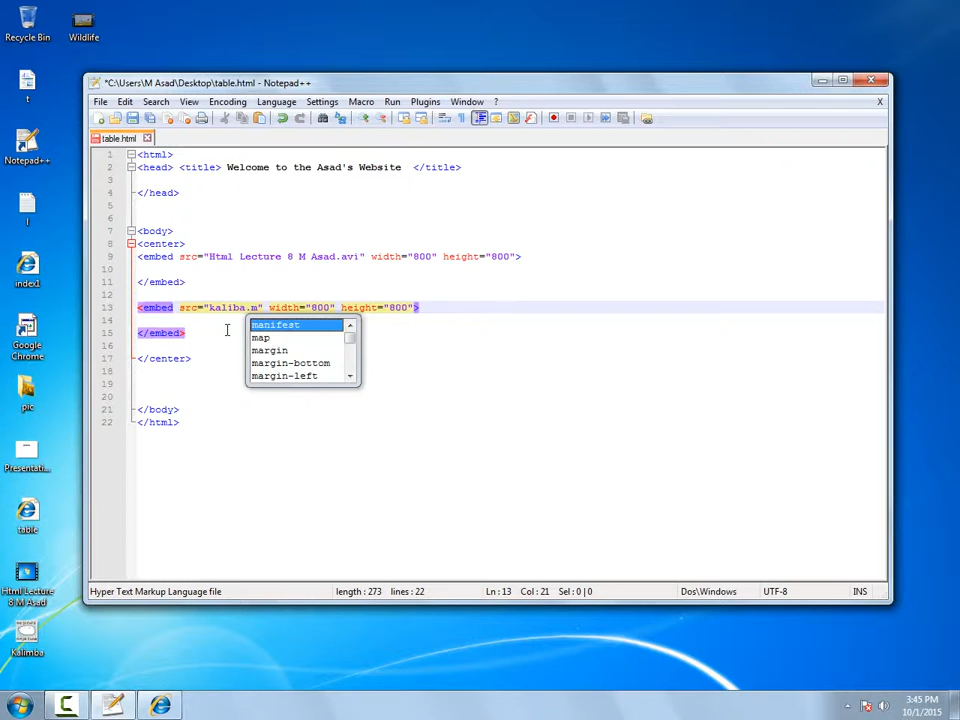 Recycle Bin
Wildlife
t
Notepad++
l
index1
Google
Chrome
pic
Presentati...
table
Html Lecture
8 M Asad
Kalimba
*C:\Users\M Asad\Desktop\table.html - Notepad++
File Edit Search View Encoding Language Settings Macro Run Plugins Window ? X
table.html
1 <html>
2 <head> <title> Welcome to the Asad's Website </title>
3
4 </head>
5
6
7 <body>
8 <center>
9 <embed src="Html Lecture 8 M Asad.avi" width="800" height="800">
10
11 </embed>
12
13 <embed src="kaliba.m" width="800" height="800">
14
15 </embed>
16
17 </center>
18
19
20
21 </body>
22 </html>
manifest
map
margin
margin-bottom
margin-left
Hyper Text Markup Language file length : 273 lines : 22 Ln : 13 Col : 21 Sel : 0 | 0 Dos\Windows UTF-8 INS
3:45 PM
10/1/2015